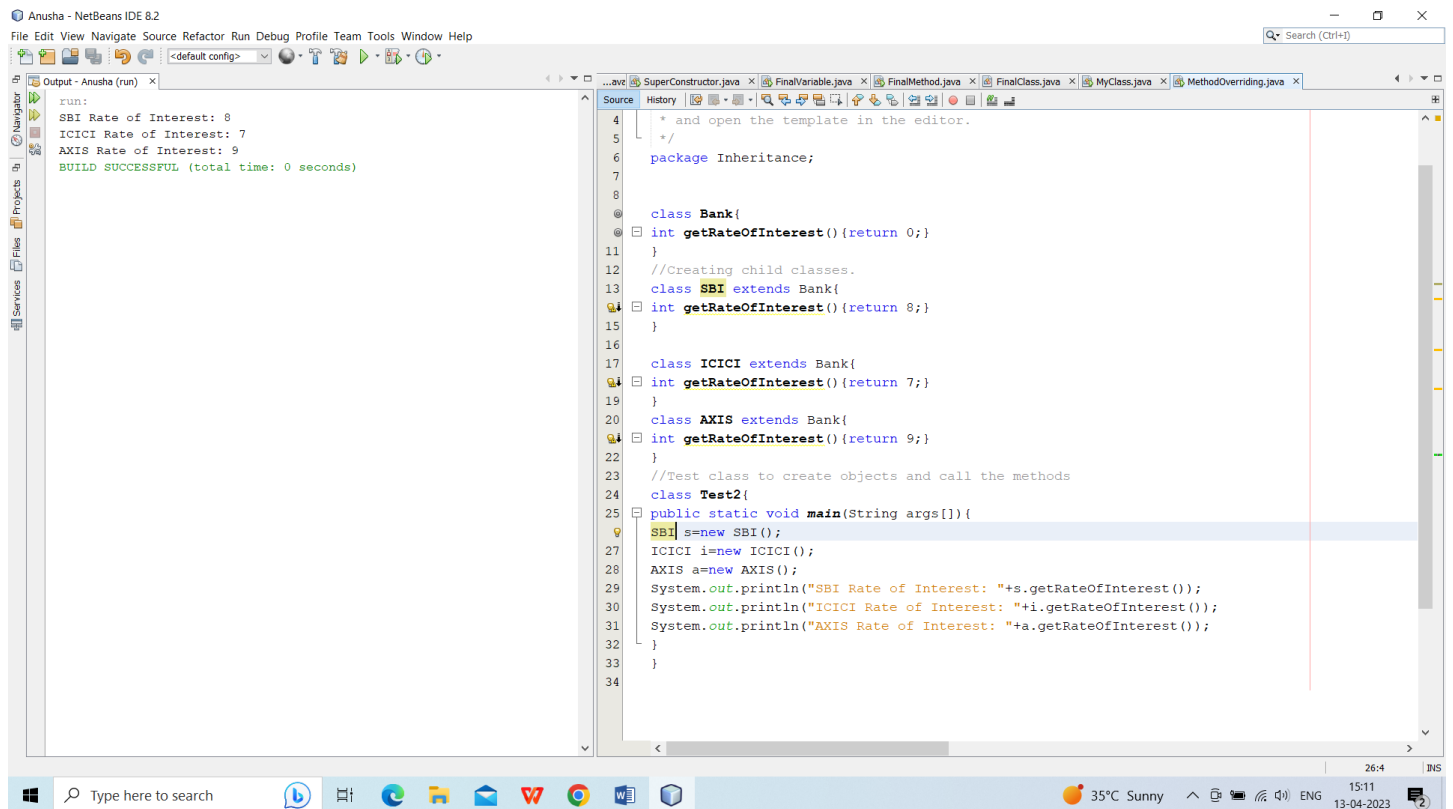 Anusha - NetBeans IDE 8.2
File Edit View Navigate Source Refactor Run Debug Profile Team Tools Window Help
Search (Ctrl+I)
<default config>
Output - Anusha (run)
run:
SBI Rate of Interest: 8
ICICI Rate of Interest: 7
AXIS Rate of Interest: 9
BUILD SUCCESSFUL (total time: 0 seconds)
Navigator
Projects
Files
Services
...ava SuperConstructor.java FinalVariable.java FinalMethod.java FinalClass.java MyClass.java MethodOverriding.java
Source History
4 * and open the template in the editor.
5 */
6 package Inheritance;
7
8
class Bank{
int getRateOfInterest(){return 0;}
11 }
12 //Creating child classes.
13 class SBI extends Bank{
int getRateOfInterest(){return 8;}
15 }
16
17 class ICICI extends Bank{
int getRateOfInterest(){return 7;}
19 }
20 class AXIS extends Bank{
int getRateOfInterest(){return 9;}
22 }
23 //Test class to create objects and call the methods
24 class Test2{
25 public static void main(String args[]){
SBI s=new SBI();
27 ICICI i=new ICICI();
28 AXIS a=new AXIS();
29 System.out.println("SBI Rate of Interest: "+s.getRateOfInterest());
30 System.out.println("ICICI Rate of Interest: "+i.getRateOfInterest());
31 System.out.println("AXIS Rate of Interest: "+a.getRateOfInterest());
32 }
33 }
34
26:4 INS
Type here to search
35°C Sunny
ENG
15:11
13-04-2023
2